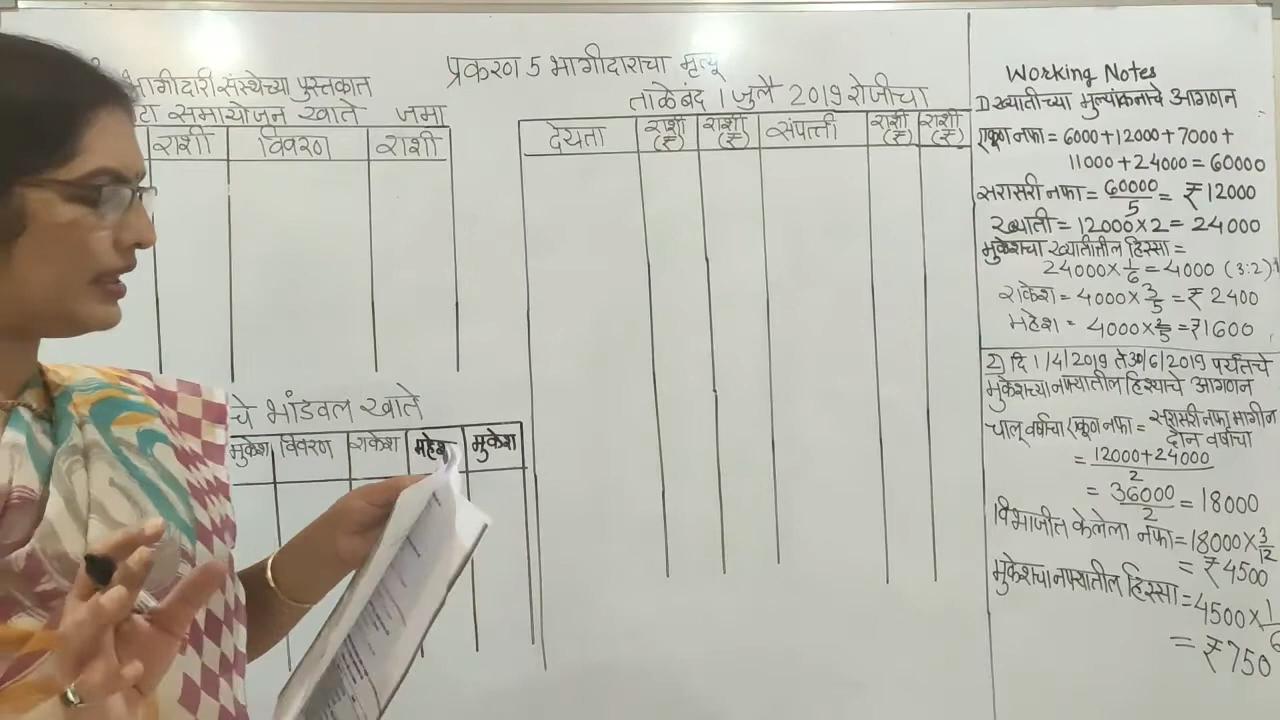 प्रकरण 5 भागीदाराचा मृत्यू
भागीदारी संस्थेच्या पुस्तकात
समायोजन खाते जमा
राशी विवरण राशी
चे भांडवल खाते
मुकेश विवरण राकेश महेश मुकेश
ताळेबंद 1 जुलै 2019 रोजीचा
देयता राशी (₹) राशी (₹) संपत्ती राशी (₹) राशी (₹)
Working Notes
1) ख्यातीच्या मुल्यांकनाचे आगणन
एकूण नफा = 6000+12000+7000+
11000+24000 = 60000
सरासरी नफा = 60000/5 = ₹12000
ख्याती = 12000×2 = 24000
मुकेशचा ख्यातीतील हिस्सा =
24000×1/6 = 4000 (3:2)
राकेश = 4000×3/5 = ₹2400
महेश = 4000×2/5 = ₹1600
2) दि 1/4/2019 ते 30/6/2019 पर्यंतचे
मुकेशच्या नफ्यातील हिश्याचे आगणन
चालू वर्षाचा एकूण नफा = सरासरी नफा मागील
दोन वर्षाचा
= 12000+24000/2
= 36000/2 = 18000
विभाजीत केलेला नफा = 18000×3/12
= ₹4500
मुकेशचा नफ्यातील हिस्सा = 4500×1/6
= ₹750